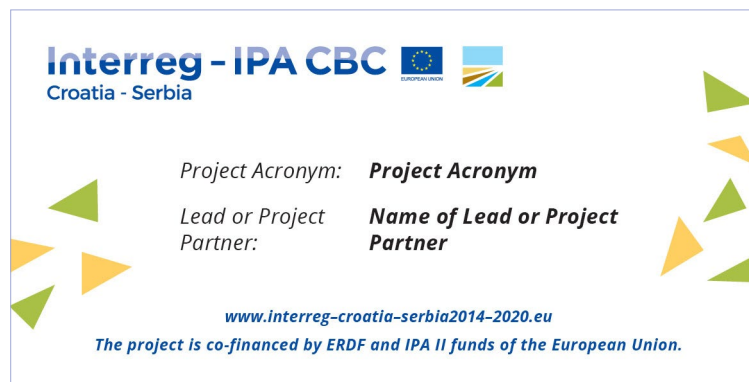 Interreg - IPA CBC
EUROPEAN UNION
Croatia - Serbia
Project Acronym: Project Acronym
Lead or Project Name of Lead or Project
Partner: Partner
www.interreg–croatia–serbia2014–2020.eu
The project is co-financed by ERDF and IPA II funds of the European Union.